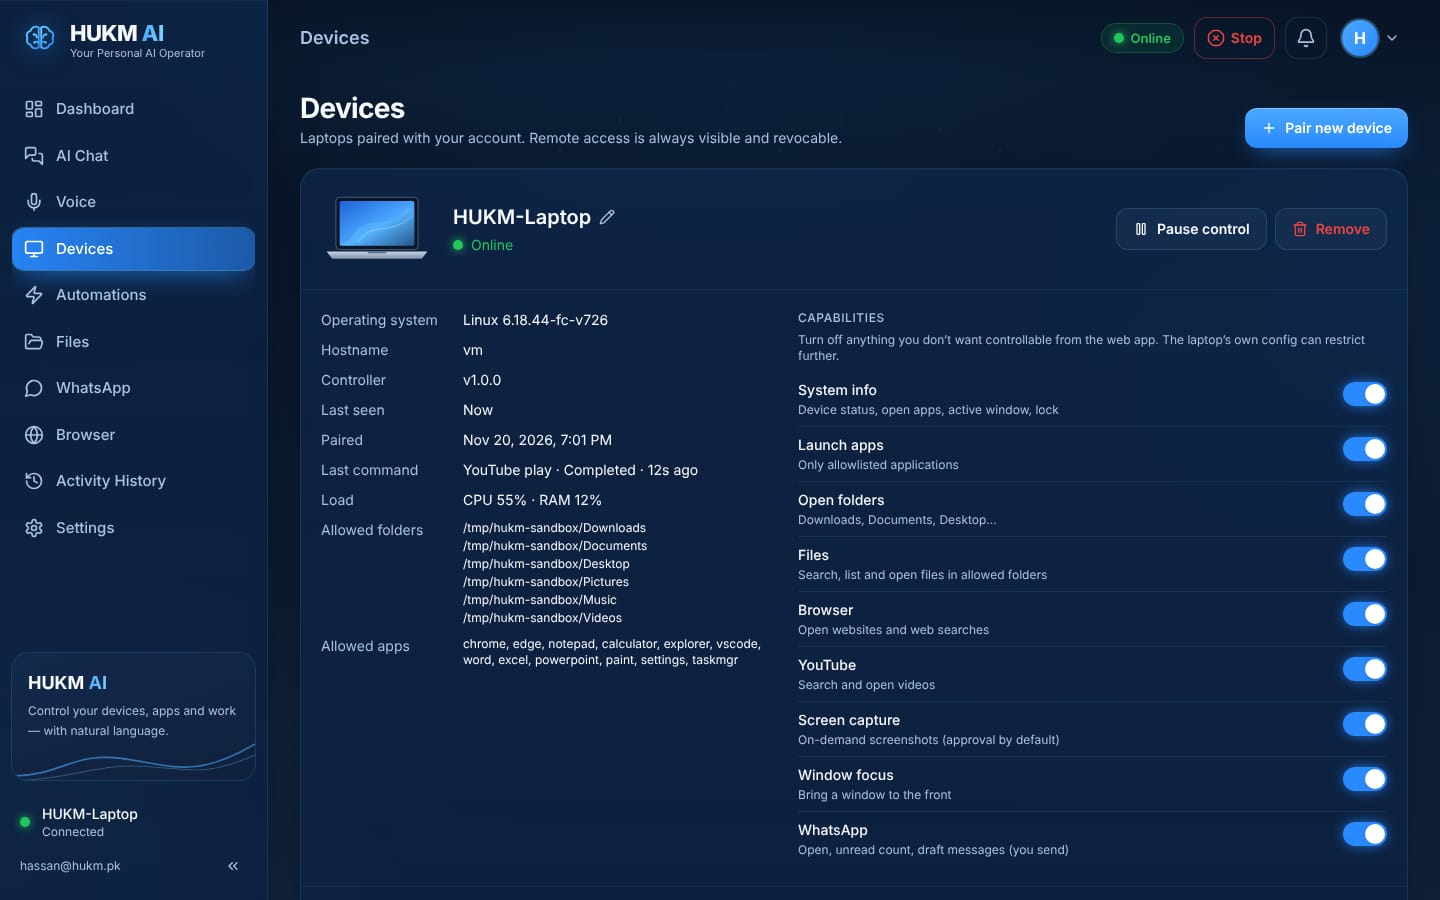 HUKM AI
Your Personal AI Operator
Dashboard
AI Chat
Voice
Devices
Automations
Files
WhatsApp
Browser
Activity History
Settings
HUKM AI
Control your devices, apps and work
— with natural language.
HUKM-Laptop
Connected
hassan@hukm.pk
Devices
Online
Stop
H
Devices
Laptops paired with your account. Remote access is always visible and revocable.
Pair new device
HUKM-Laptop
Online
Pause control
Remove
Operating system Linux 6.18.44-fc-v726
Hostname vm
Controller v1.0.0
Last seen Now
Paired Nov 20, 2026, 7:01 PM
Last command YouTube play · Completed · 12s ago
Load CPU 55% · RAM 12%
Allowed folders /tmp/hukm-sandbox/Downloads
/tmp/hukm-sandbox/Documents
/tmp/hukm-sandbox/Desktop
/tmp/hukm-sandbox/Pictures
/tmp/hukm-sandbox/Music
/tmp/hukm-sandbox/Videos
Allowed apps chrome, edge, notepad, calculator, explorer, vscode,
word, excel, powerpoint, paint, settings, taskmgr
CAPABILITIES
Turn off anything you don’t want controllable from the web app. The laptop’s own config can restrict
further.
System info
Device status, open apps, active window, lock
Launch apps
Only allowlisted applications
Open folders
Downloads, Documents, Desktop…
Files
Search, list and open files in allowed folders
Browser
Open websites and web searches
YouTube
Search and open videos
Screen capture
On-demand screenshots (approval by default)
Window focus
Bring a window to the front
WhatsApp
Open, unread count, draft messages (you send)